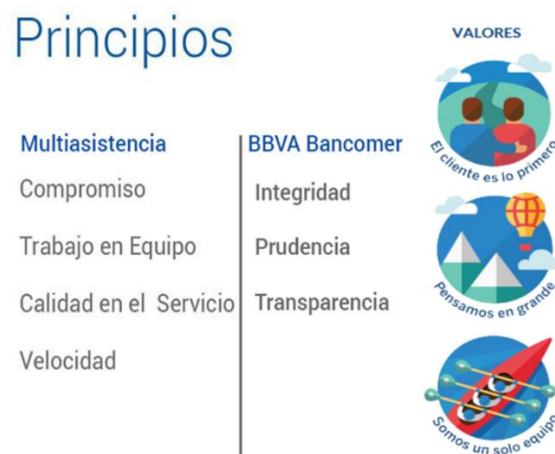 Principios
Multiasistencia
Compromiso
Trabajo en Equipo
Calidad en el Servicio
Velocidad
BBVA Bancomer
Integridad
Prudencia
Transparencia
VALORES
El cliente es lo primero
Pensamos en grande
Somos un solo equipo